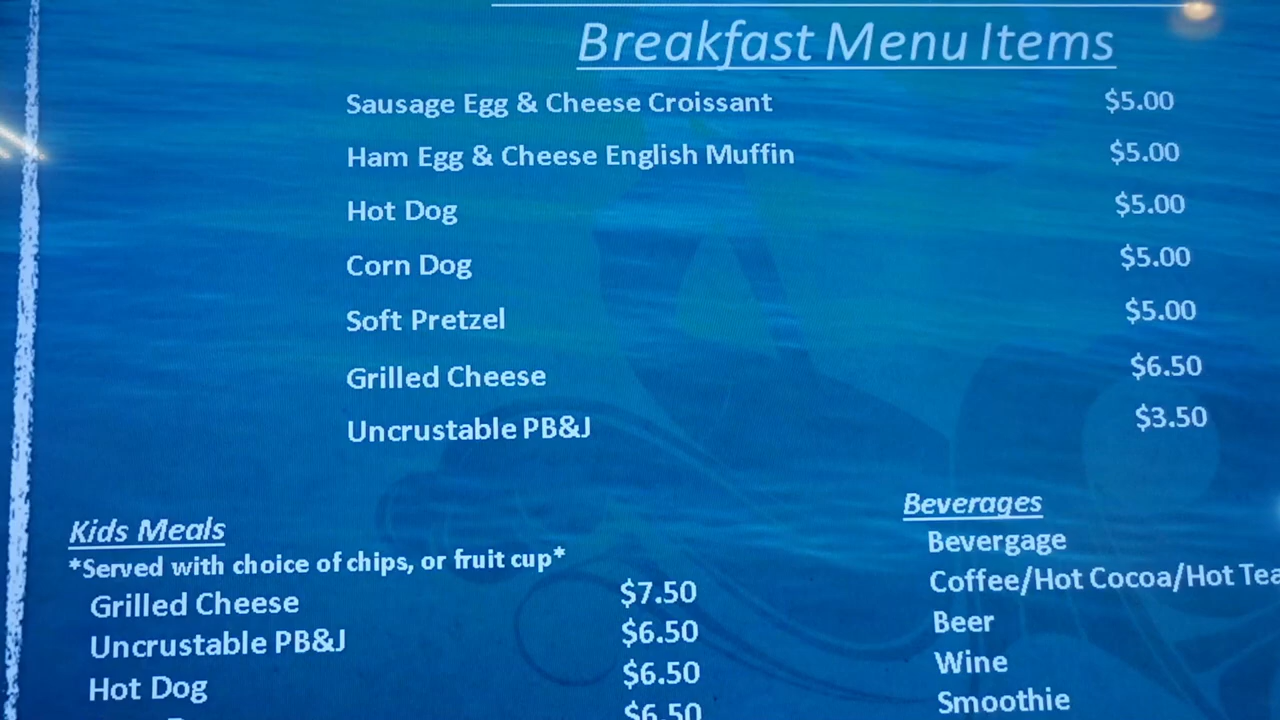 Breakfast Menu Items
Sausage Egg & Cheese Croissant $5.00
Ham Egg & Cheese English Muffin $5.00
Hot Dog $5.00
Corn Dog $5.00
Soft Pretzel $5.00
Grilled Cheese $6.50
Uncrustable PB&J $3.50
Kids Meals
*Served with choice of chips, or fruit cup*
Grilled Cheese $7.50
Uncrustable PB&J $6.50
Hot Dog $6.50
$6.50
Beverages
Bevergage
Coffee/Hot Cocoa/Hot Tea
Beer
Wine
Smoothie